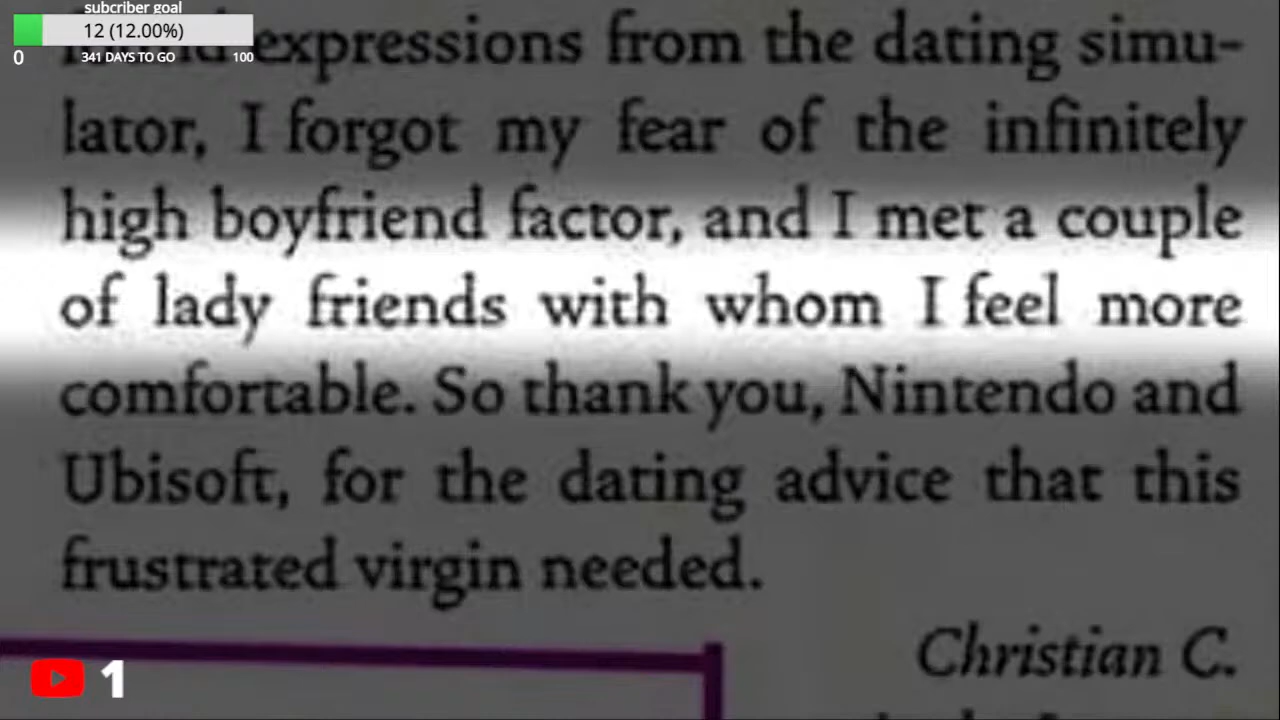 subcriber goal
12 (12.00%)
0 341 DAYS TO GO 100
expressions from the dating simu-
lator, I forgot my fear of the infinitely
high boyfriend factor, and I met a couple
of lady friends with whom I feel more
comfortable. So thank you, Nintendo and
Ubisoft, for the dating advice that this
frustrated virgin needed.
Christian C.
1